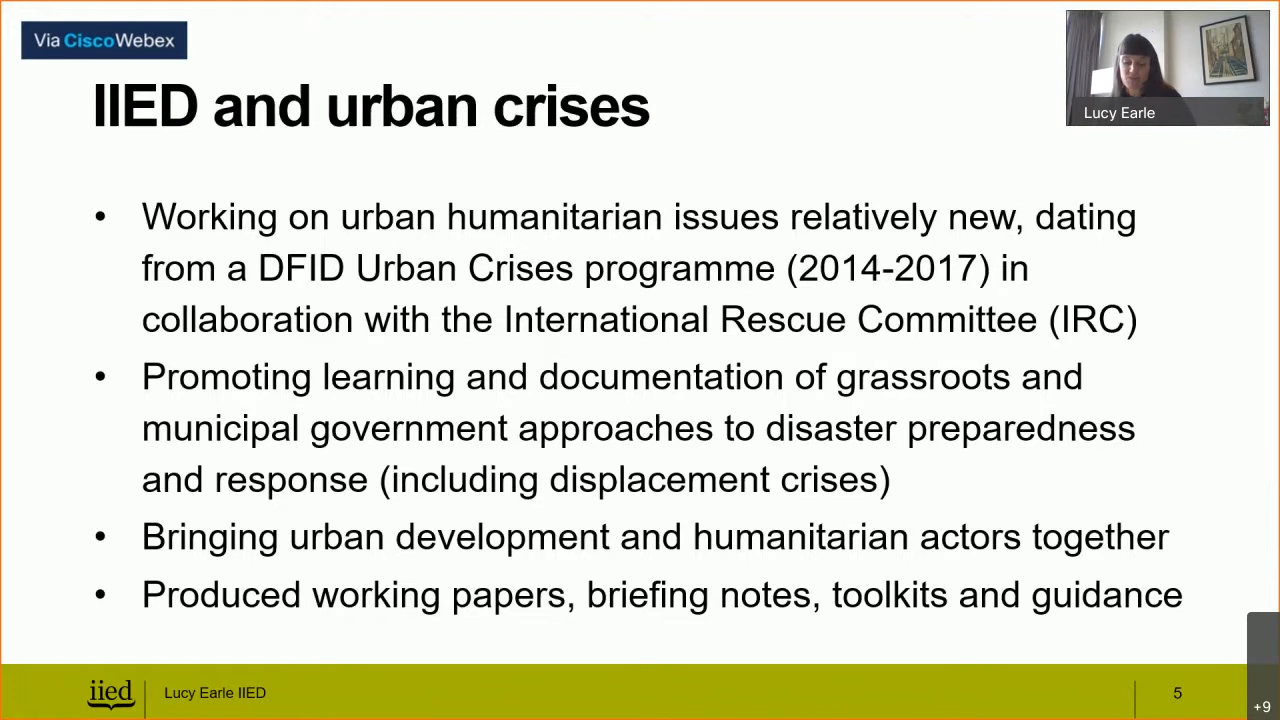 Via CiscoWebex
Lucy Earle
IIED and urban crises
• Working on urban humanitarian issues relatively new, dating
from a DFID Urban Crises programme (2014-2017) in
collaboration with the International Rescue Committee (IRC)
• Promoting learning and documentation of grassroots and
municipal government approaches to disaster preparedness
and response (including displacement crises)
• Bringing urban development and humanitarian actors together
• Produced working papers, briefing notes, toolkits and guidance
iied
Lucy Earle IIED
5
+9